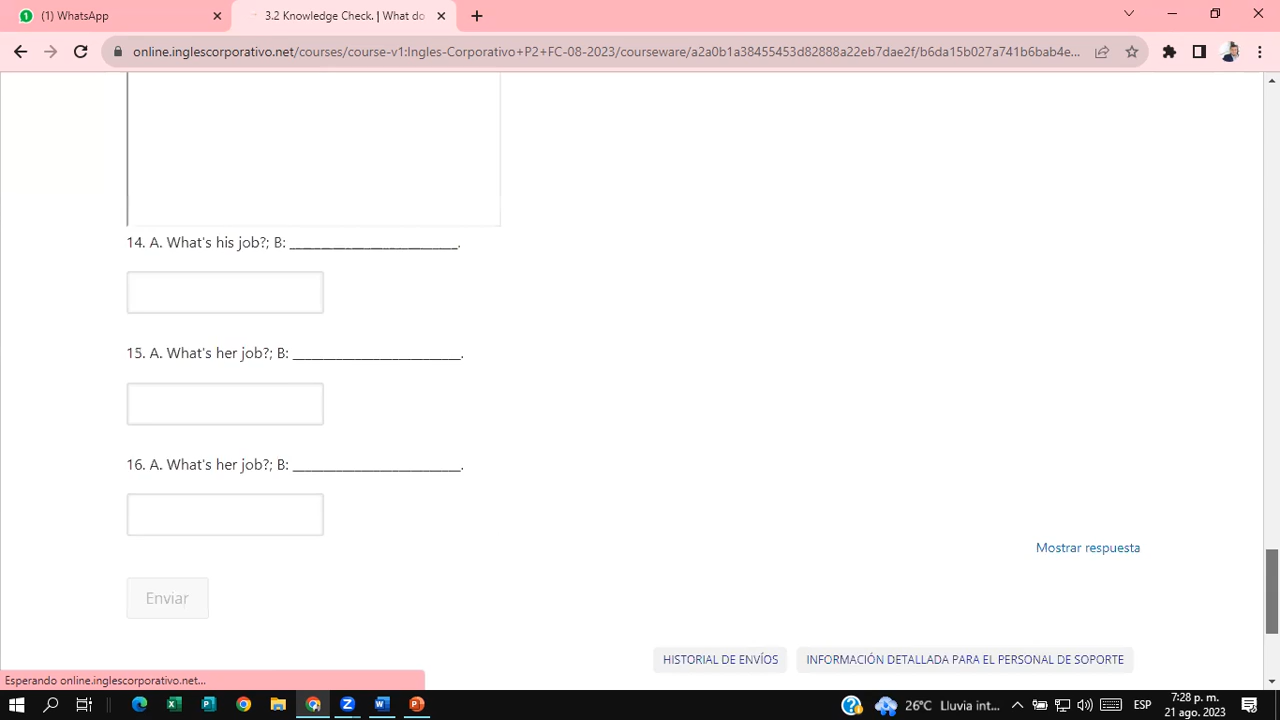 (1) WhatsApp
3.2 Knowledge Check. | What do
online.inglescorporativo.net/courses/course-v1:Ingles-Corporativo+P2+FC-08-2023/courseware/a2a0b1a38455453d82888a22eb7dae2f/b6da15b027a741b6bab4e...
14. A. What's his job?; B: ________________________.
15. A. What's her job?; B: ________________________.
16. A. What's her job?; B: ________________________.
Mostrar respuesta
Enviar
HISTORIAL DE ENVÍOS
INFORMACIÓN DETALLADA PARA EL PERSONAL DE SOPORTE
Esperando online.inglescorporativo.net...
26°C Lluvia int...
ESP
7:28 p. m.
21 ago. 2023